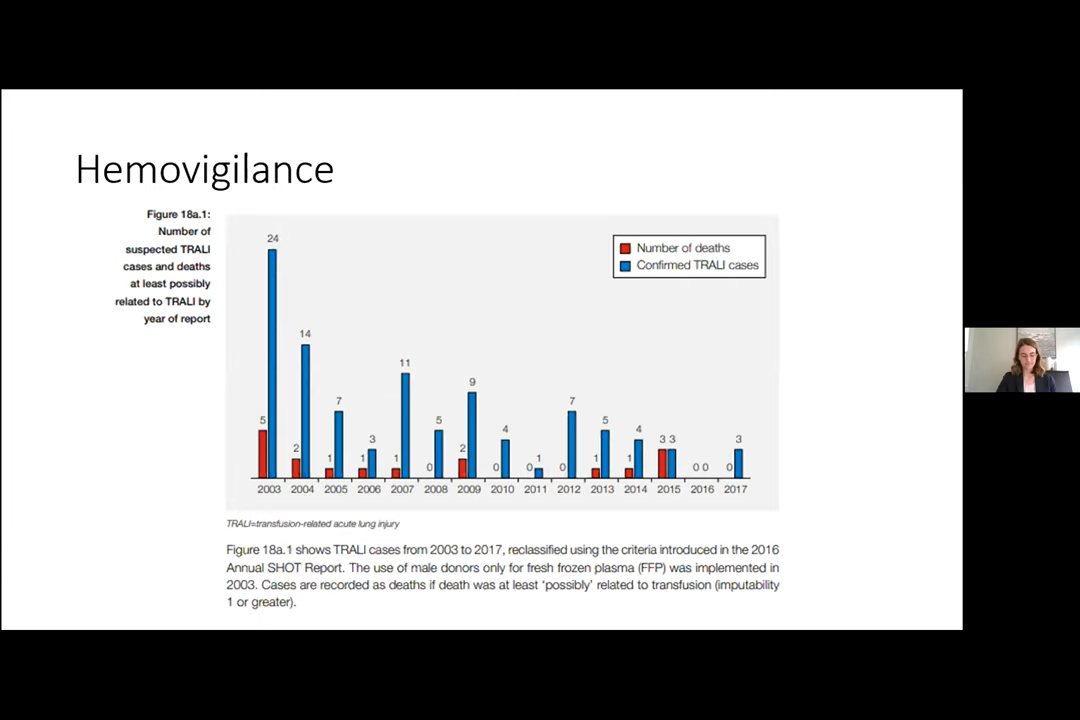 Hemovigilance
Figure 18a.1:
Number of
suspected TRALI
cases and deaths
at least possibly
related to TRALI by
year of report
Number of deaths
Confirmed TRALI cases
24
14
11
9
7
7
5
5
5
4
4
3
3 3
3
2
2
1
1
1
1
1
1
0
0
0
0
0 0
0
2003 2004 2005 2006 2007 2008 2009 2010 2011 2012 2013 2014 2015 2016 2017
TRALI=transfusion-related acute lung injury
Figure 18a.1 shows TRALI cases from 2003 to 2017, reclassified using the criteria introduced in the 2016
Annual SHOT Report. The use of male donors only for fresh frozen plasma (FFP) was implemented in
2003. Cases are recorded as deaths if death was at least ‘possibly’ related to transfusion (imputability
1 or greater).